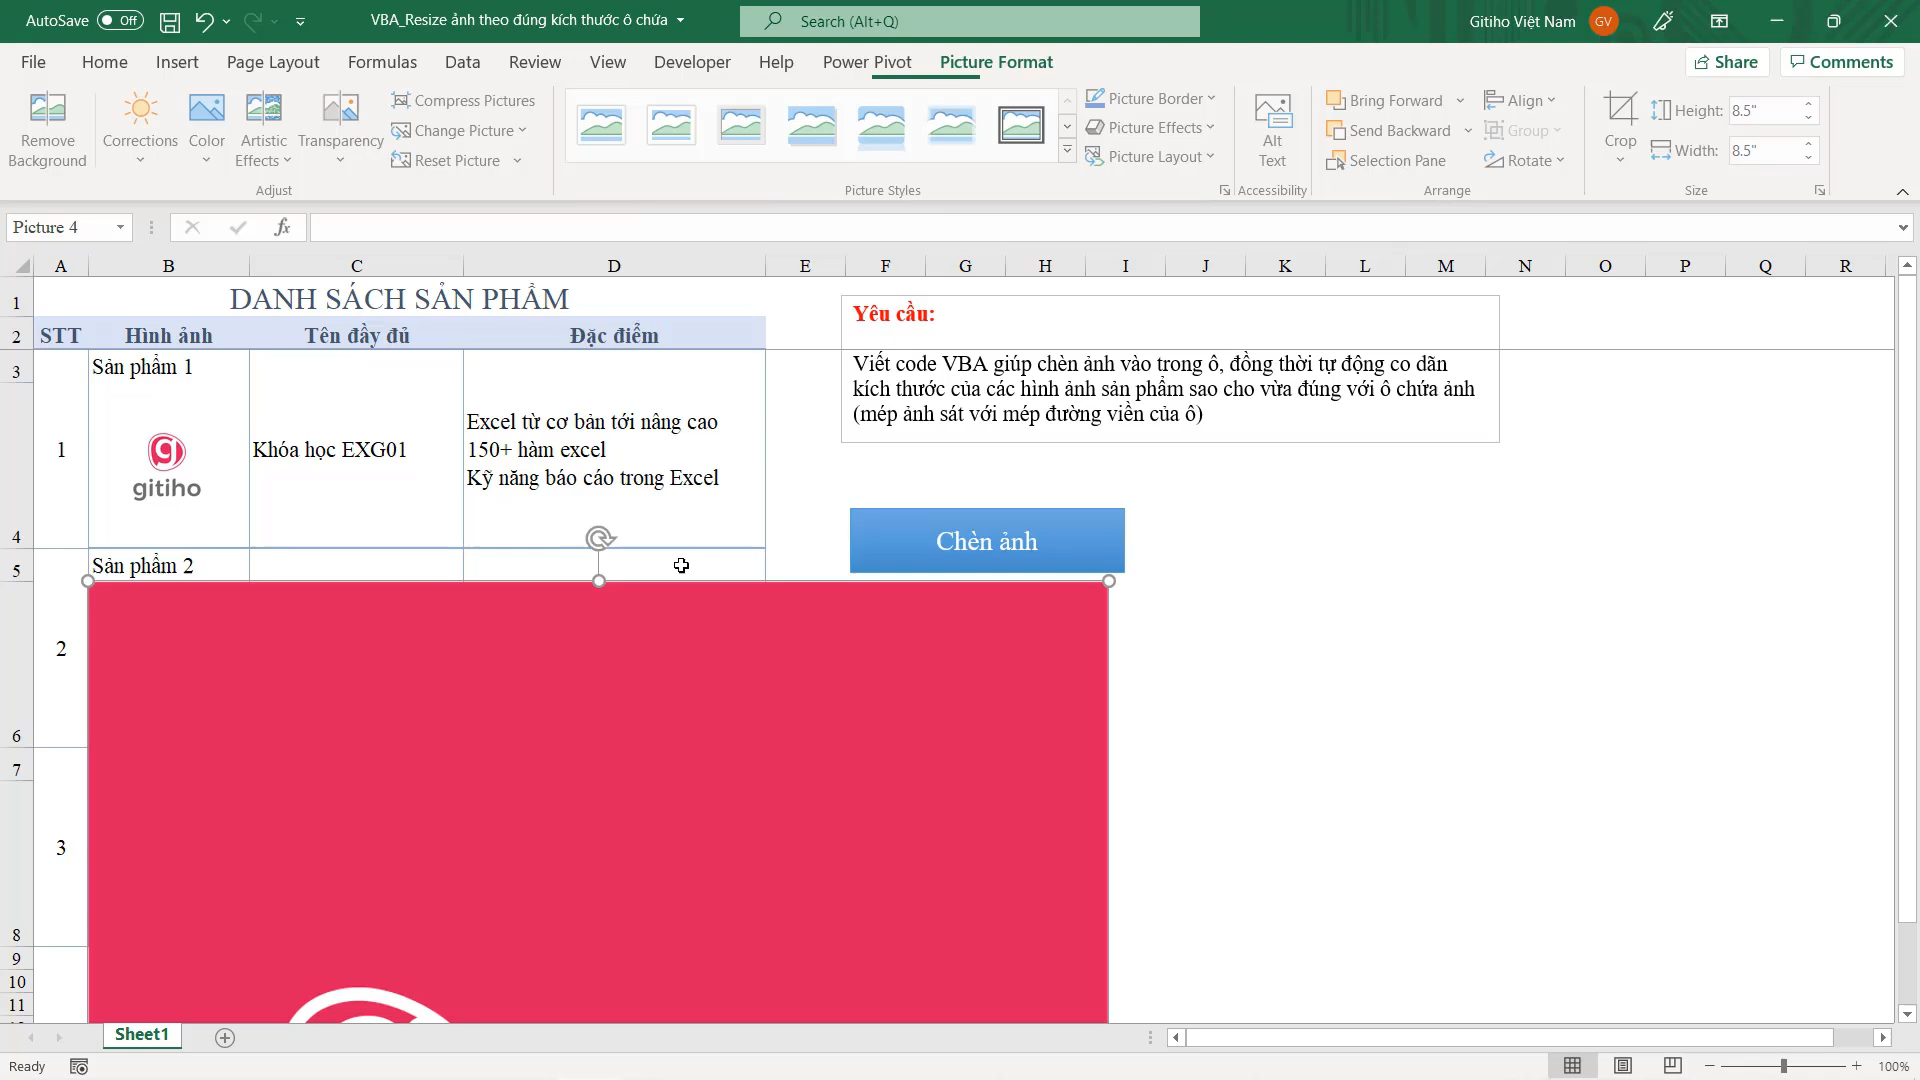 AutoSave Off VBA_Resize ảnh theo đúng kích thước ô chứa Search (Alt+Q) Gitiho Việt Nam GV
File Home Insert Page Layout Formulas Data Review View Developer Help Power Pivot Picture Format Share Comments
Remove Background
Corrections
Color
Artistic Effects
Transparency
Compress Pictures
Change Picture
Reset Picture
Picture Border
Picture Effects
Picture Layout
Alt Text
Bring Forward
Send Backward
Selection Pane
Align
Group
Rotate
Crop
Height: 8.5"
Width: 8.5"
Adjust Picture Styles Accessibility Arrange Size
Picture 4 fx
A B C D E F G H I J K L M N O P Q R
1 DANH SÁCH SẢN PHẨM
2 STT Hình ảnh Tên đầy đủ Đặc điểm
3 Sản phẩm 1
1
gitiho
Khóa học EXG01
Excel từ cơ bản tới nâng cao
150+ hàm excel
Kỹ năng báo cáo trong Excel
4
5 Sản phẩm 2
2
6
7
3
8
9
10
11
Yêu cầu:
Viết code VBA giúp chèn ảnh vào trong ô, đồng thời tự động co dãn
kích thước của các hình ảnh sản phẩm sao cho vừa đúng với ô chứa ảnh
(mép ảnh sát với mép đường viền của ô)
Chèn ảnh
Sheet1
Ready 100%